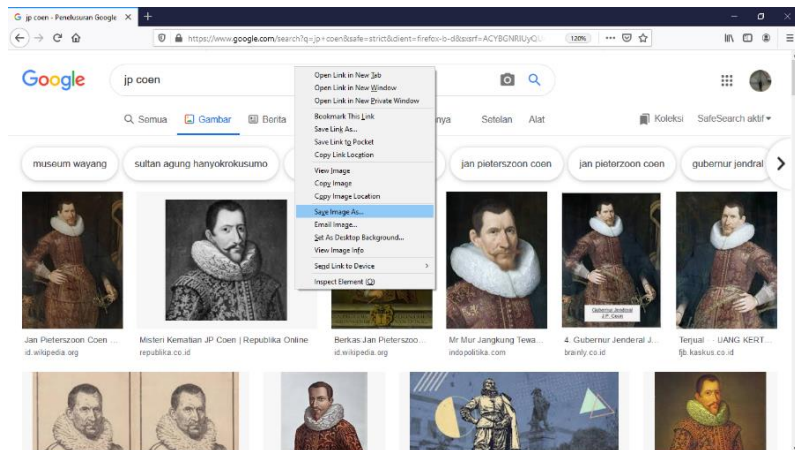 jp coen - Penelusuran Google
https://www.google.com/search?q=jp+coen&safe=strict&client=firefox-b-d&sxsrf=ACYBGNRIUyQU
120%
Google
jp coen
Semua
Gambar
Berita
nya
Setelan
Alat
Koleksi
SafeSearch aktif
museum wayang
sultan agung hanyokrokusumo
jan pieterszoon coen
jan pieterzoon coen
gubernur jendral
Open Link in New Tab
Open Link in New Window
Open Link in New Private Window
Bookmark This Link
Save Link As...
Save Link to Pocket
Copy Link Location
View Image
Copy Image
Copy Image Location
Save Image As...
Email Image...
Set As Desktop Background...
View Image Info
Send Link to Device
Inspect Element (Q)
Gubernur Jenderal
J.P. Coen
Jan Pieterszoon Coen ...
id.wikipedia.org
Misteri Kematian JP Coen | Republika Online
republika.co.id
Berkas Jan Pieterszoo...
id.wikipedia.org
Mr Mur Jangkung Tewa...
indopolitika.com
4. Gubernur Jenderal J...
brainly.co.id
Terjual - - UANG KERT...
fjb.kaskus.co.id